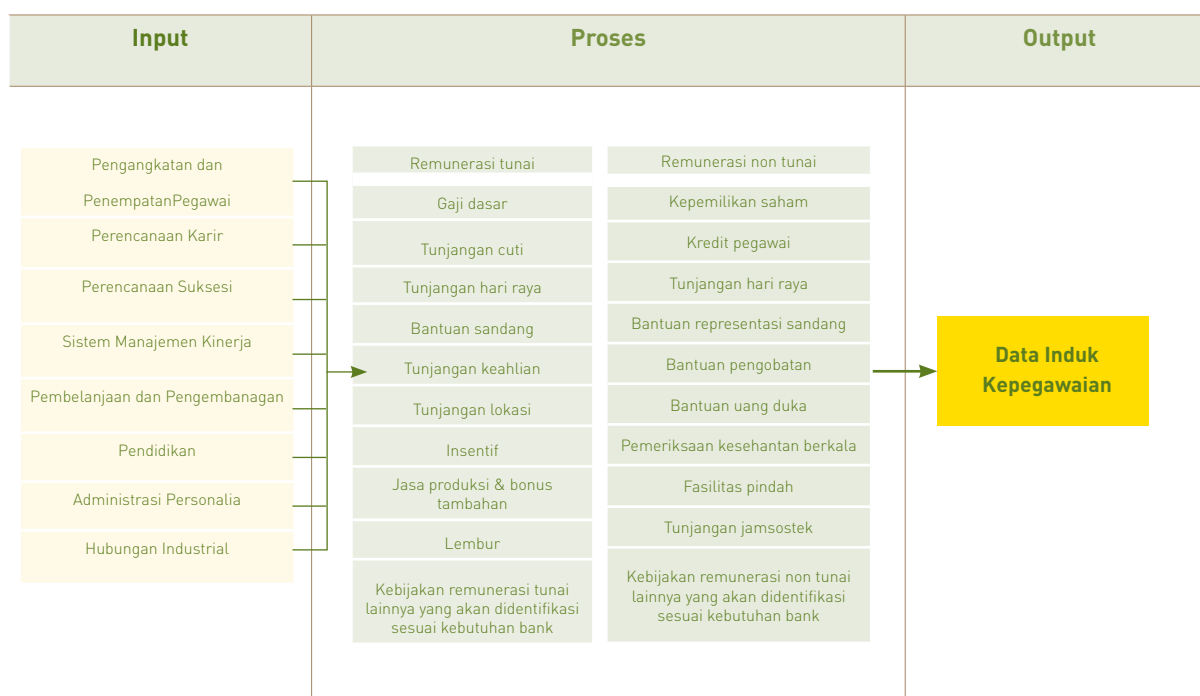 Input
Proses
Output
Pengangkatan dan
PenempatanPegawai
Perencanaan Karir
Perencanaan Suksesi
Sistem Manajemen Kinerja
Pembelanjaan dan Pengembanagan
Pendidikan
Administrasi Personalia
Hubungan Industrial
Remunerasi tunai
Gaji dasar
Tunjangan cuti
Tunjangan hari raya
Bantuan sandang
Tunjangan keahlian
Tunjangan lokasi
Insentif
Jasa produksi & bonus
tambahan
Lembur
Kebijakan remunerasi tunai
lainnya yang akan didentifikasi
sesuai kebutuhan bank
Remunerasi non tunai
Kepemilikan saham
Kredit pegawai
Tunjangan hari raya
Bantuan representasi sandang
Bantuan pengobatan
Bantuan uang duka
Pemeriksaan kesehantan berkala
Fasilitas pindah
Tunjangan jamsostek
Kebijakan remunerasi non tunai
lainnya yang akan didentifikasi
sesuai kebutuhan bank
Data Induk
Kepegawaian